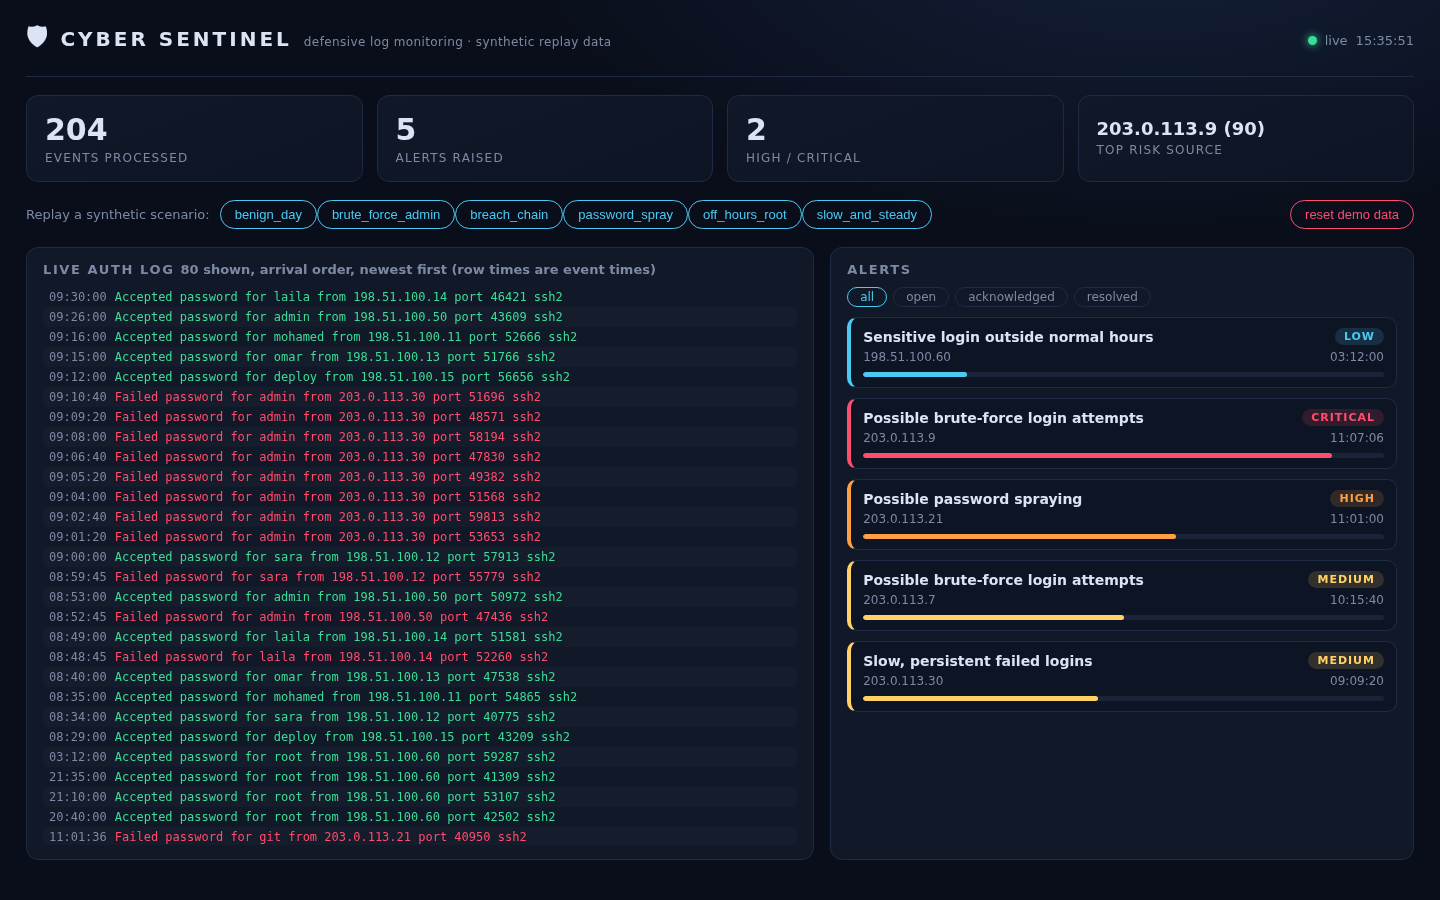 CYBER SENTINEL defensive log monitoring · synthetic replay data
live 15:35:51
204
EVENTS PROCESSED
5
ALERTS RAISED
2
HIGH / CRITICAL
203.0.113.9 (90)
TOP RISK SOURCE
Replay a synthetic scenario: benign_day brute_force_admin breach_chain password_spray off_hours_root slow_and_steady reset demo data
LIVE AUTH LOG 80 shown, arrival order, newest first (row times are event times)
09:30:00 Accepted password for laila from 198.51.100.14 port 46421 ssh2
09:26:00 Accepted password for admin from 198.51.100.50 port 43609 ssh2
09:16:00 Accepted password for mohamed from 198.51.100.11 port 52666 ssh2
09:15:00 Accepted password for omar from 198.51.100.13 port 51766 ssh2
09:12:00 Accepted password for deploy from 198.51.100.15 port 56656 ssh2
09:10:40 Failed password for admin from 203.0.113.30 port 51696 ssh2
09:09:20 Failed password for admin from 203.0.113.30 port 48571 ssh2
09:08:00 Failed password for admin from 203.0.113.30 port 58194 ssh2
09:06:40 Failed password for admin from 203.0.113.30 port 47830 ssh2
09:05:20 Failed password for admin from 203.0.113.30 port 49382 ssh2
09:04:00 Failed password for admin from 203.0.113.30 port 51568 ssh2
09:02:40 Failed password for admin from 203.0.113.30 port 59813 ssh2
09:01:20 Failed password for admin from 203.0.113.30 port 53653 ssh2
09:00:00 Accepted password for sara from 198.51.100.12 port 57913 ssh2
08:59:45 Failed password for sara from 198.51.100.12 port 55779 ssh2
08:53:00 Accepted password for admin from 198.51.100.50 port 50972 ssh2
08:52:45 Failed password for admin from 198.51.100.50 port 47436 ssh2
08:49:00 Accepted password for laila from 198.51.100.14 port 51581 ssh2
08:48:45 Failed password for laila from 198.51.100.14 port 52260 ssh2
08:40:00 Accepted password for omar from 198.51.100.13 port 47538 ssh2
08:35:00 Accepted password for mohamed from 198.51.100.11 port 54865 ssh2
08:34:00 Accepted password for sara from 198.51.100.12 port 40775 ssh2
08:29:00 Accepted password for deploy from 198.51.100.15 port 43209 ssh2
03:12:00 Accepted password for root from 198.51.100.60 port 59287 ssh2
21:35:00 Accepted password for root from 198.51.100.60 port 41309 ssh2
21:10:00 Accepted password for root from 198.51.100.60 port 53107 ssh2
20:40:00 Accepted password for root from 198.51.100.60 port 42502 ssh2
11:01:36 Failed password for git from 203.0.113.21 port 40950 ssh2
ALERTS
all open acknowledged resolved
Sensitive login outside normal hours LOW
198.51.100.60 03:12:00
Possible brute-force login attempts CRITICAL
203.0.113.9 11:07:06
Possible password spraying HIGH
203.0.113.21 11:01:00
Possible brute-force login attempts MEDIUM
203.0.113.7 10:15:40
Slow, persistent failed logins MEDIUM
203.0.113.30 09:09:20